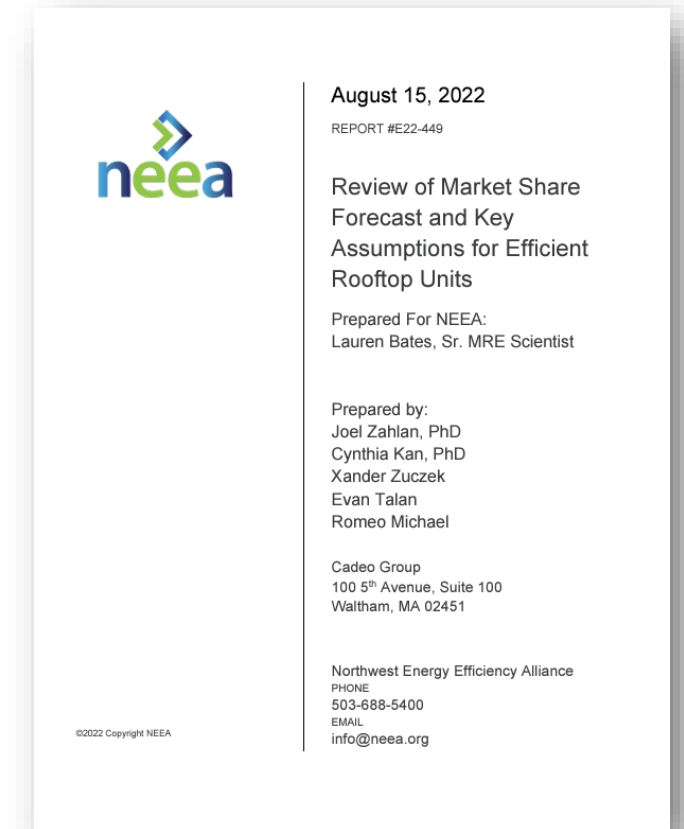 neea
©2022 Copyright NEEA
August 15, 2022
REPORT #E22-449
Review of Market Share
Forecast and Key
Assumptions for Efficient
Rooftop Units
Prepared For NEEA:
Lauren Bates, Sr. MRE Scientist
Prepared by:
Joel Zahlan, PhD
Cynthia Kan, PhD
Xander Zuczek
Evan Talan
Romeo Michael
Cadeo Group
100 5th Avenue, Suite 100
Waltham, MA 02451
Northwest Energy Efficiency Alliance
PHONE
503-688-5400
EMAIL
info@neea.org